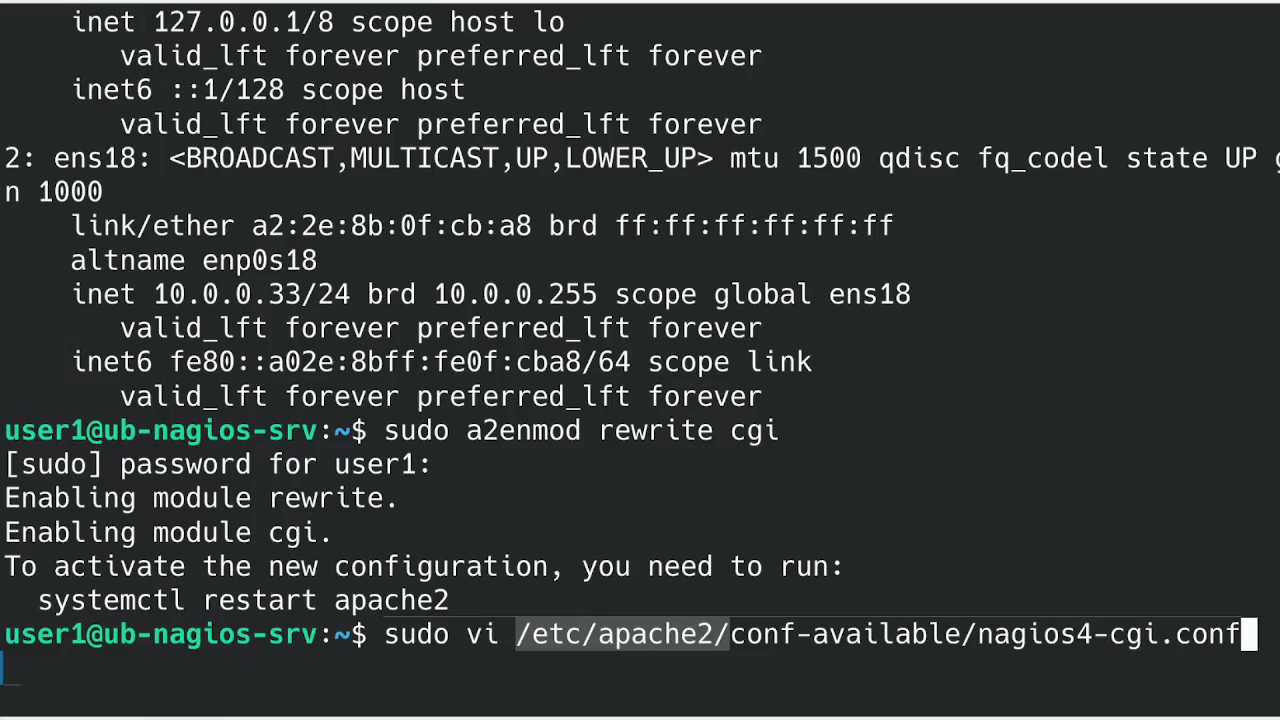 inet 127.0.0.1/8 scope host lo
valid_lft forever preferred_lft forever
inet6 ::1/128 scope host
valid_lft forever preferred_lft forever
2: ens18: <BROADCAST,MULTICAST,UP,LOWER_UP> mtu 1500 qdisc fq_codel state UP
n 1000
link/ether a2:2e:8b:0f:cb:a8 brd ff:ff:ff:ff:ff:ff
altname enp0s18
inet 10.0.0.33/24 brd 10.0.0.255 scope global ens18
valid_lft forever preferred_lft forever
inet6 fe80::a02e:8bff:fe0f:cba8/64 scope link
valid_lft forever preferred_lft forever
user1@ub-nagios-srv:~$ sudo a2enmod rewrite cgi
[sudo] password for user1:
Enabling module rewrite.
Enabling module cgi.
To activate the new configuration, you need to run:
systemctl restart apache2
user1@ub-nagios-srv:~$ sudo vi /etc/apache2/conf-available/nagios4-cgi.conf